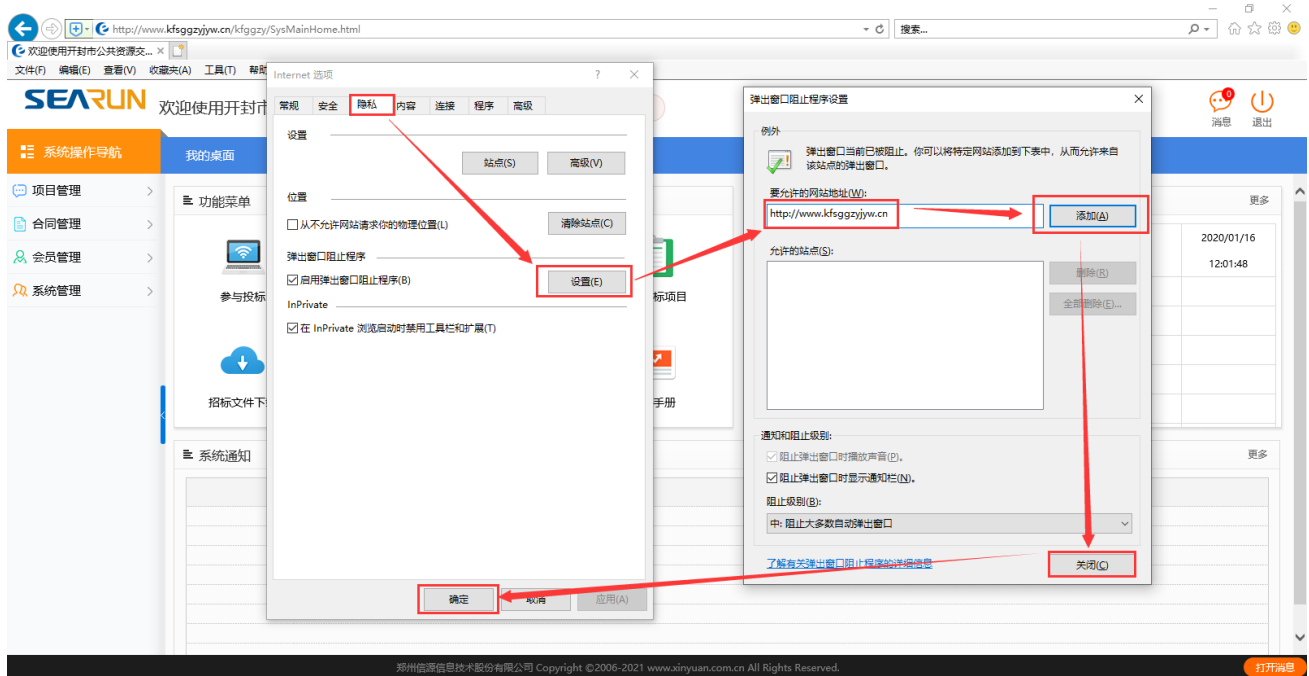 http://www.kfsggzyjyw.cn/kfggzy/SysMainHome.html
搜索...
欢迎使用开封市公共资源交...
文件(F) 编辑(E) 查看(V) 收藏夹(A) 工具(T) 帮助
SEARUN
欢迎使用开封市
消息 0
退出
系统操作导航
我的桌面
项目管理
合同管理
会员管理
系统管理
功能菜单
更多
参与投标
标项目
招标文件下
手册
2020/01/16
12:01:48
系统通知
更多
Internet 选项
常规 安全 隐私 内容 连接 程序 高级
设置
站点(S) 高级(V)
位置
从不允许网站请求你的物理位置(L)
清除站点(C)
弹出窗口阻止程序
启用弹出窗口阻止程序(B)
设置(E)
InPrivate
在 InPrivate 浏览启动时禁用工具栏和扩展(T)
确定 取消 应用(A)
弹出窗口阻止程序设置
例外
弹出窗口当前已被阻止。你可以将特定网站添加到下表中，从而允许来自
该站点的弹出窗口。
要允许的网站地址(W):
http://www.kfsggzyjyw.cn
添加(A)
允许的站点(S):
删除(R)
全部删除(E)...
通知和阻止级别:
阻止弹出窗口时播放声音(P)。
阻止弹出窗口时显示通知栏(N)。
阻止级别(B):
中: 阻止大多数自动弹出窗口
了解有关弹出窗口阻止程序的详细信息
关闭(C)
郑州信源信息技术股份有限公司 Copyright ©2006-2021 www.xinyuan.com.cn All Rights Reserved.
打开消息